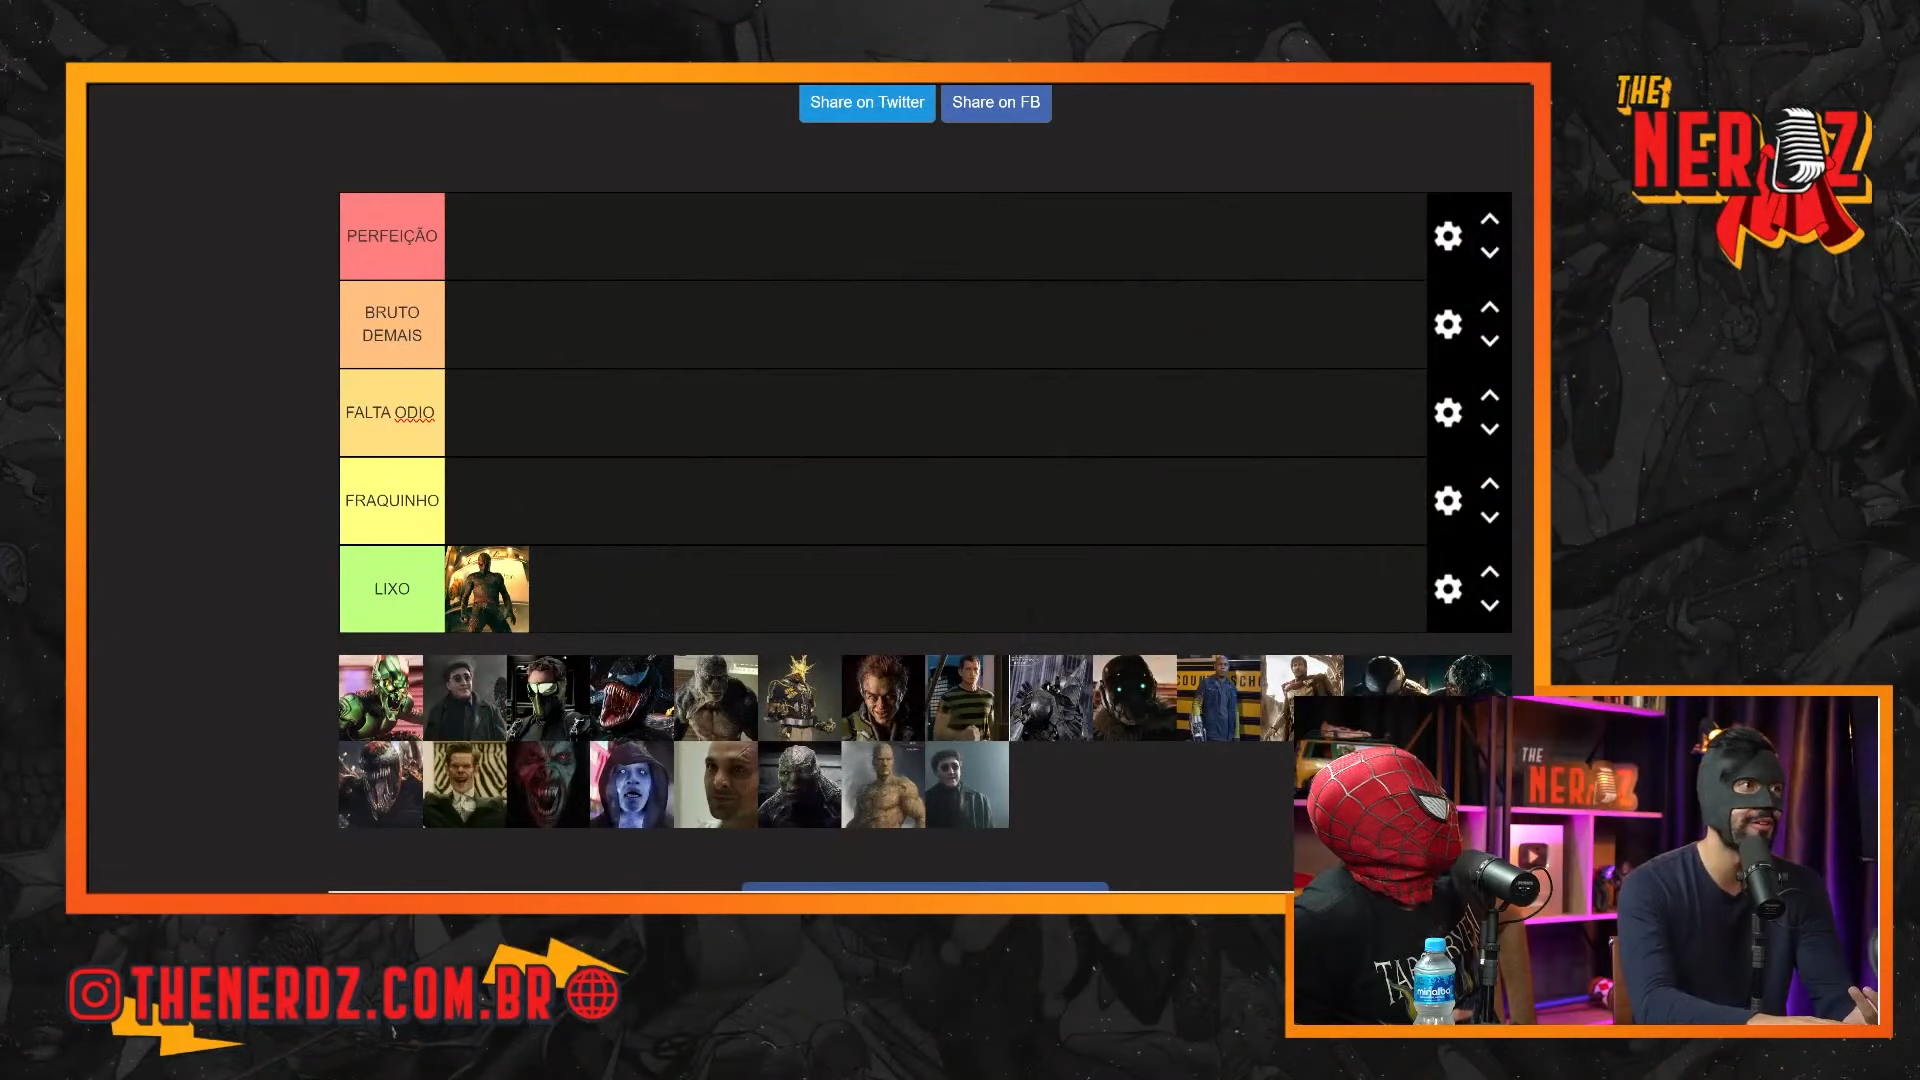 Share on Twitter
Share on FB
THE
NERDZ
PERFEIÇÃO
BRUTO
DEMAIS
FALTA ODIO
FRAQUINHO
LIXO
THE
NERDZ
minalba
THENERDZ.COM.BR